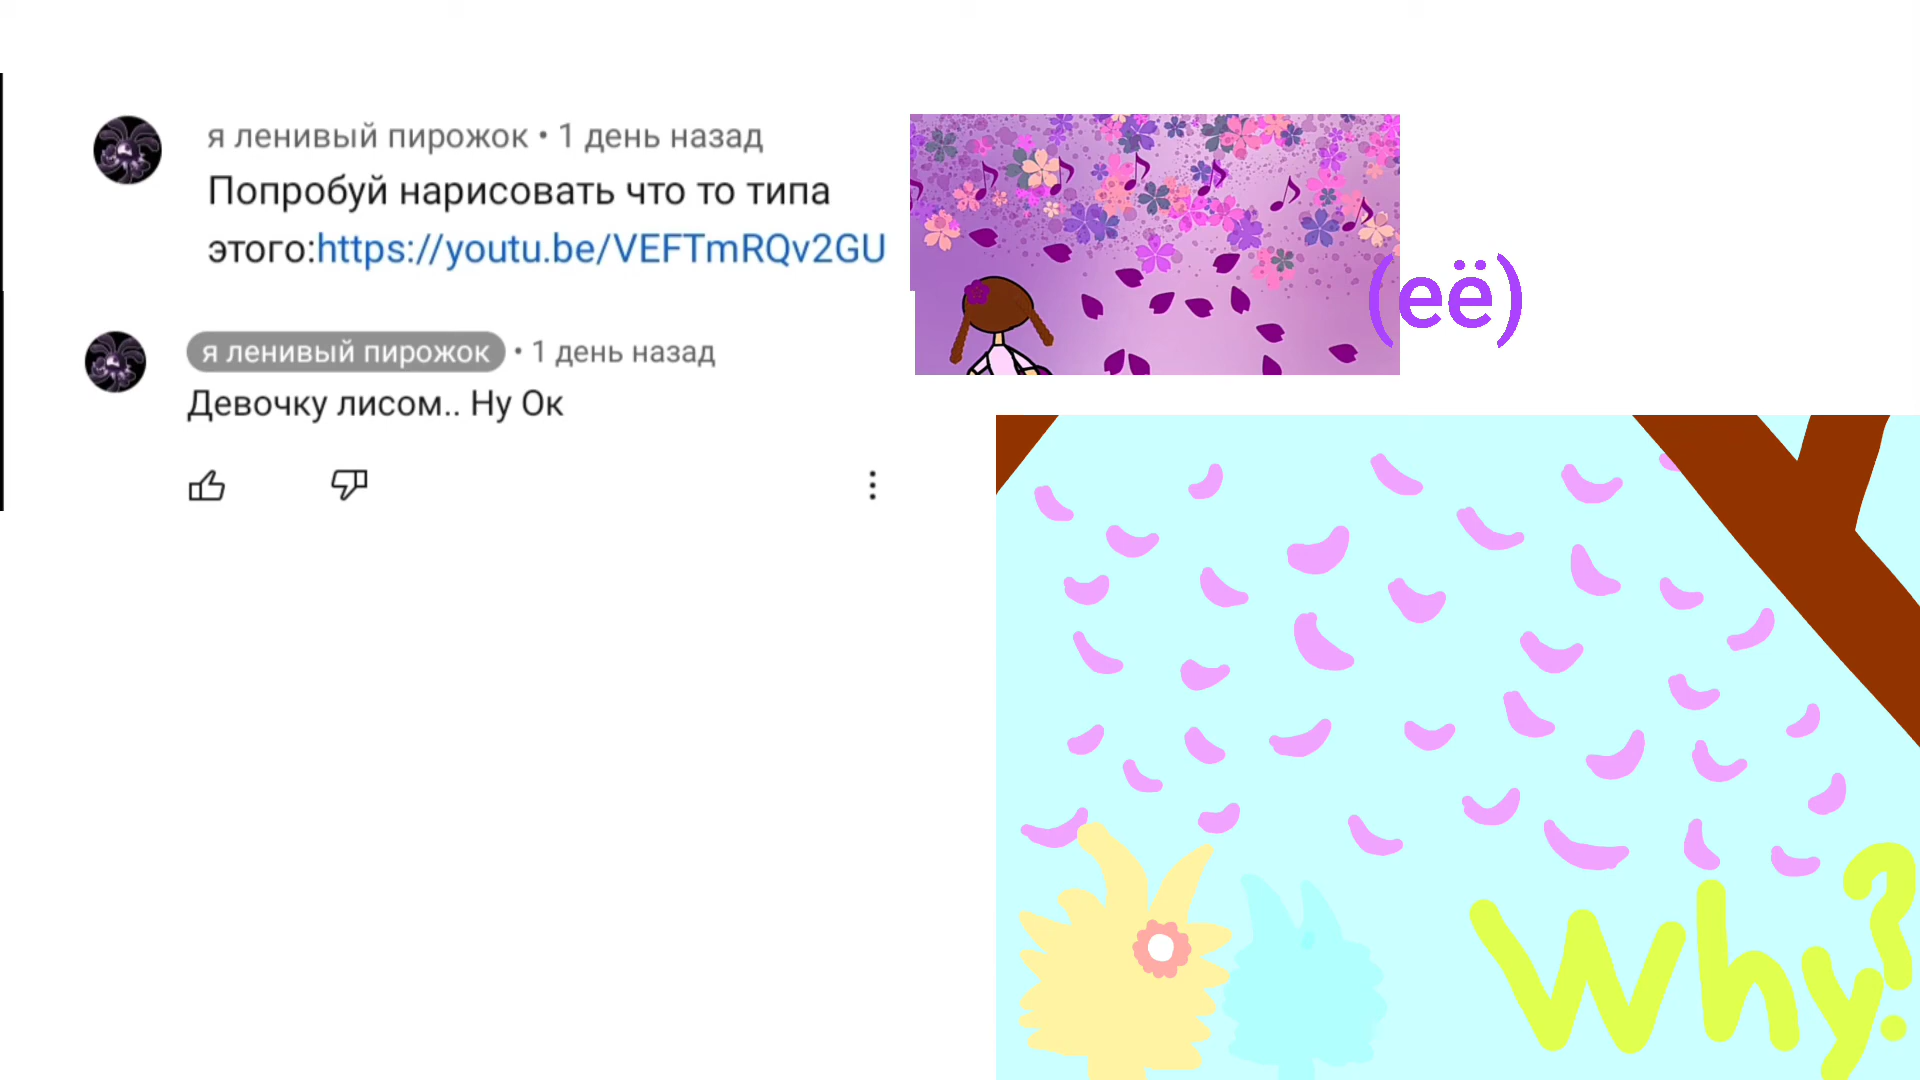 я ленивый пирожок • 1 день назад
Попробуй нарисовать что то типа
этого:https://youtu.be/VEFTmRQv2GU
я ленивый пирожок • 1 день назад
Девочку лисом.. Ну Ок
(её)
Why?